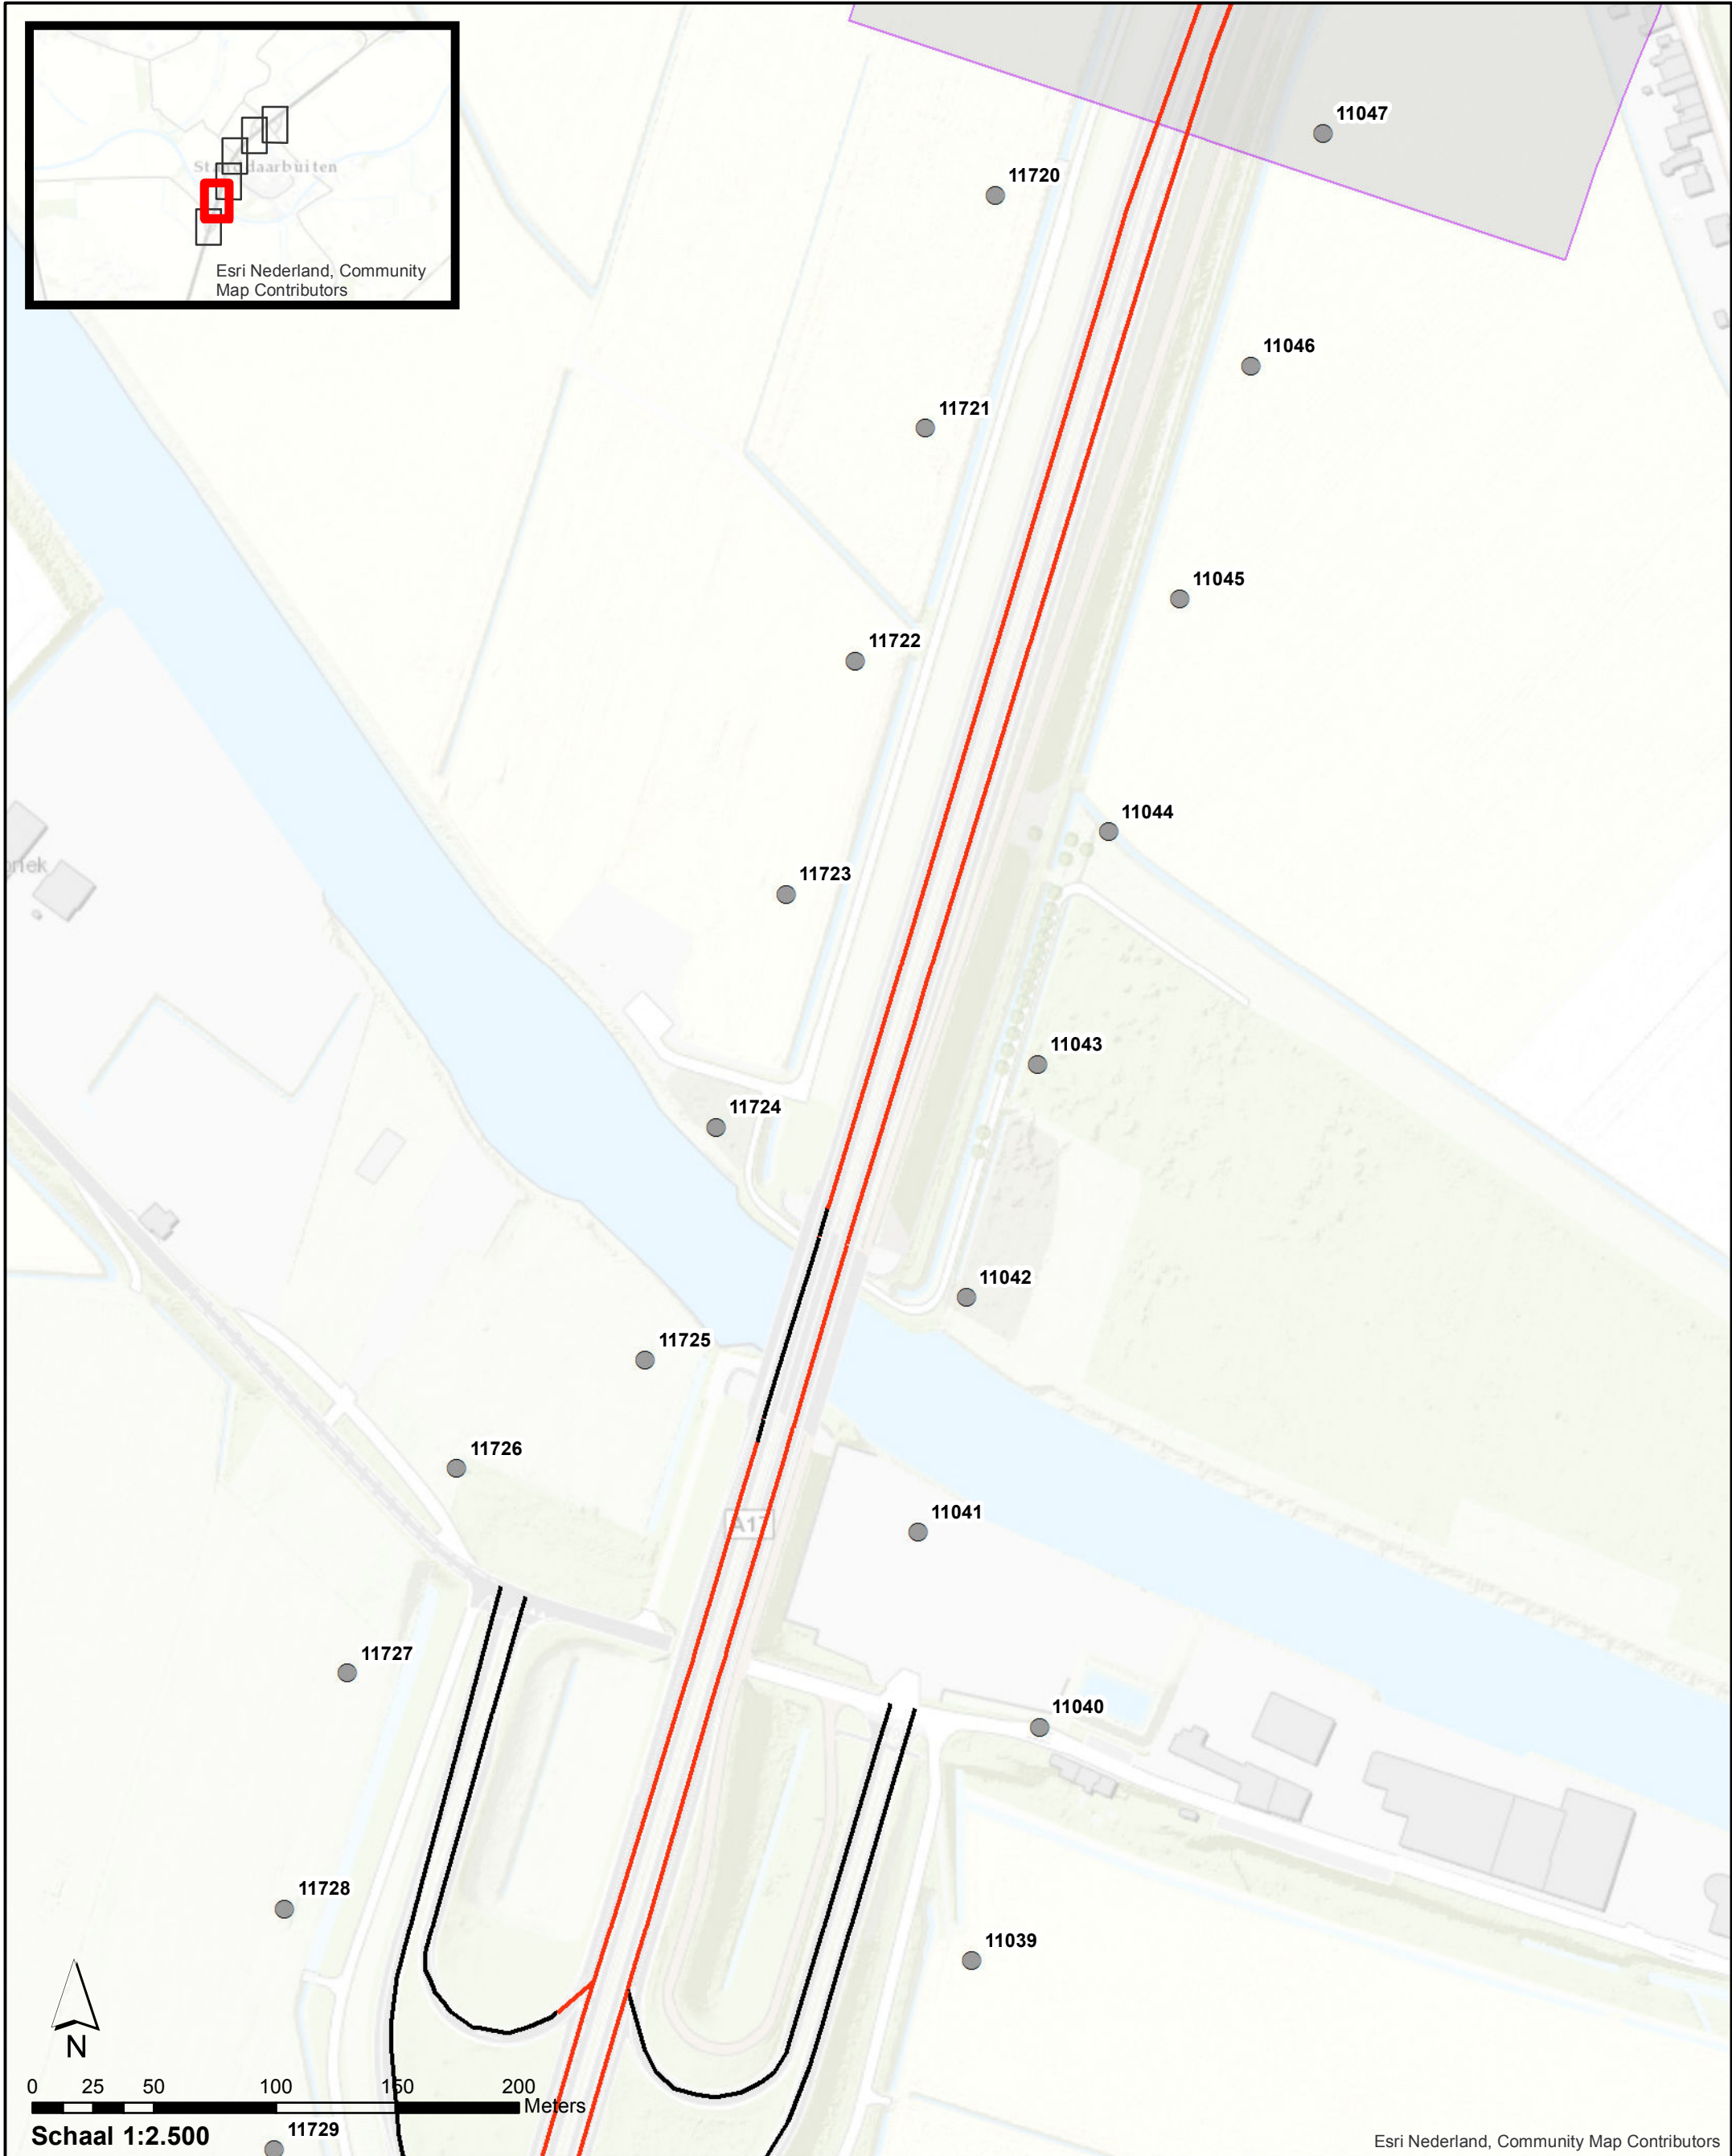 Standdaarbuiten
Esri Nederland, Community
Map Contributors
11047
11720
11046
11721
11045
11722
11044
11723
11043
11724
11042
11725
11726
A17
11041
11727
11040
11728
11039
N
0 25 50 100 150 200
Meters
Schaal 1:2.500
11729
Esri Nederland, Community Map Contributors